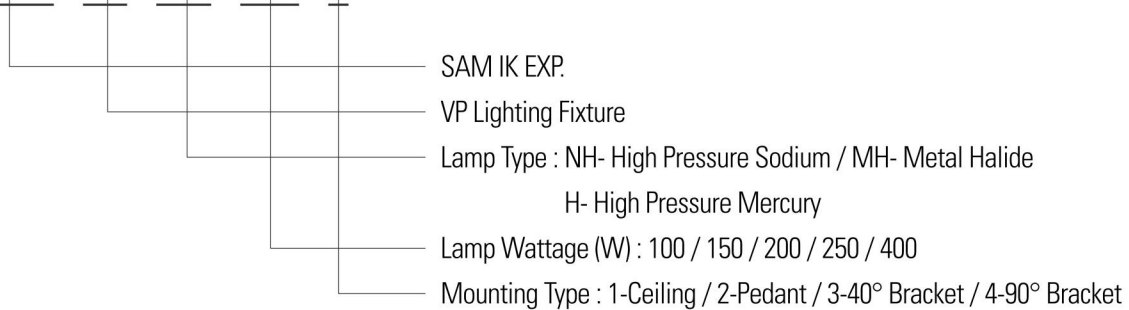 SAM IK EXP.
VP Lighting Fixture
Lamp Type : NH- High Pressure Sodium / MH- Metal Halide
H- High Pressure Mercury
Lamp Wattage (W) : 100 / 150 / 200 / 250 / 400
Mounting Type : 1-Ceiling / 2-Pedant / 3-40° Bracket / 4-90° Bracket